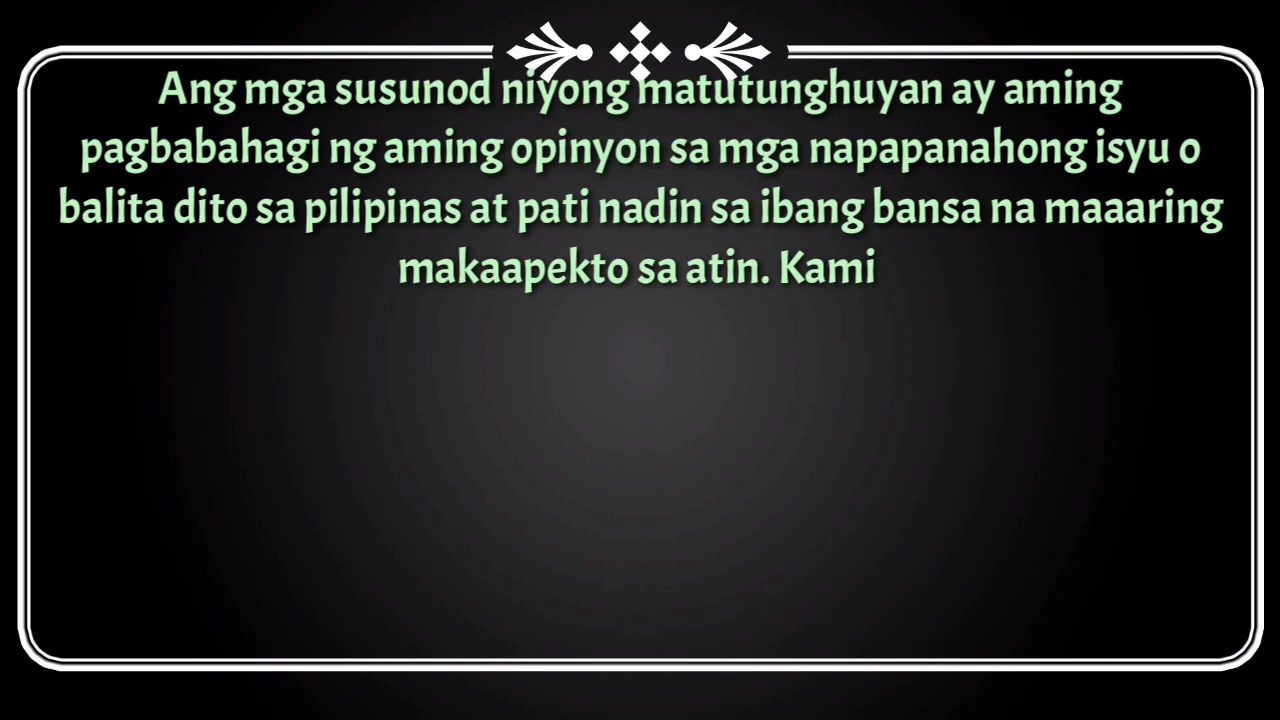 Ang mga susunod niyong matutunghuyan ay aming
pagbabahagi ng aming opinyon sa mga napapanahong isyu o
balita dito sa pilipinas at pati nadin sa ibang bansa na maaaring
makaapekto sa atin. Kami